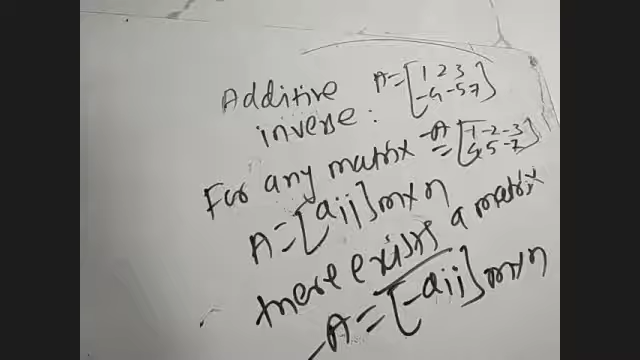 Additive A=[1 2 3
inverse: -4 -5 7]
For any matrix -A = [-1 -2 -3
4 5 -7]
A=[aij]m×n
there exists a matrix
-A=[-aij]m×n